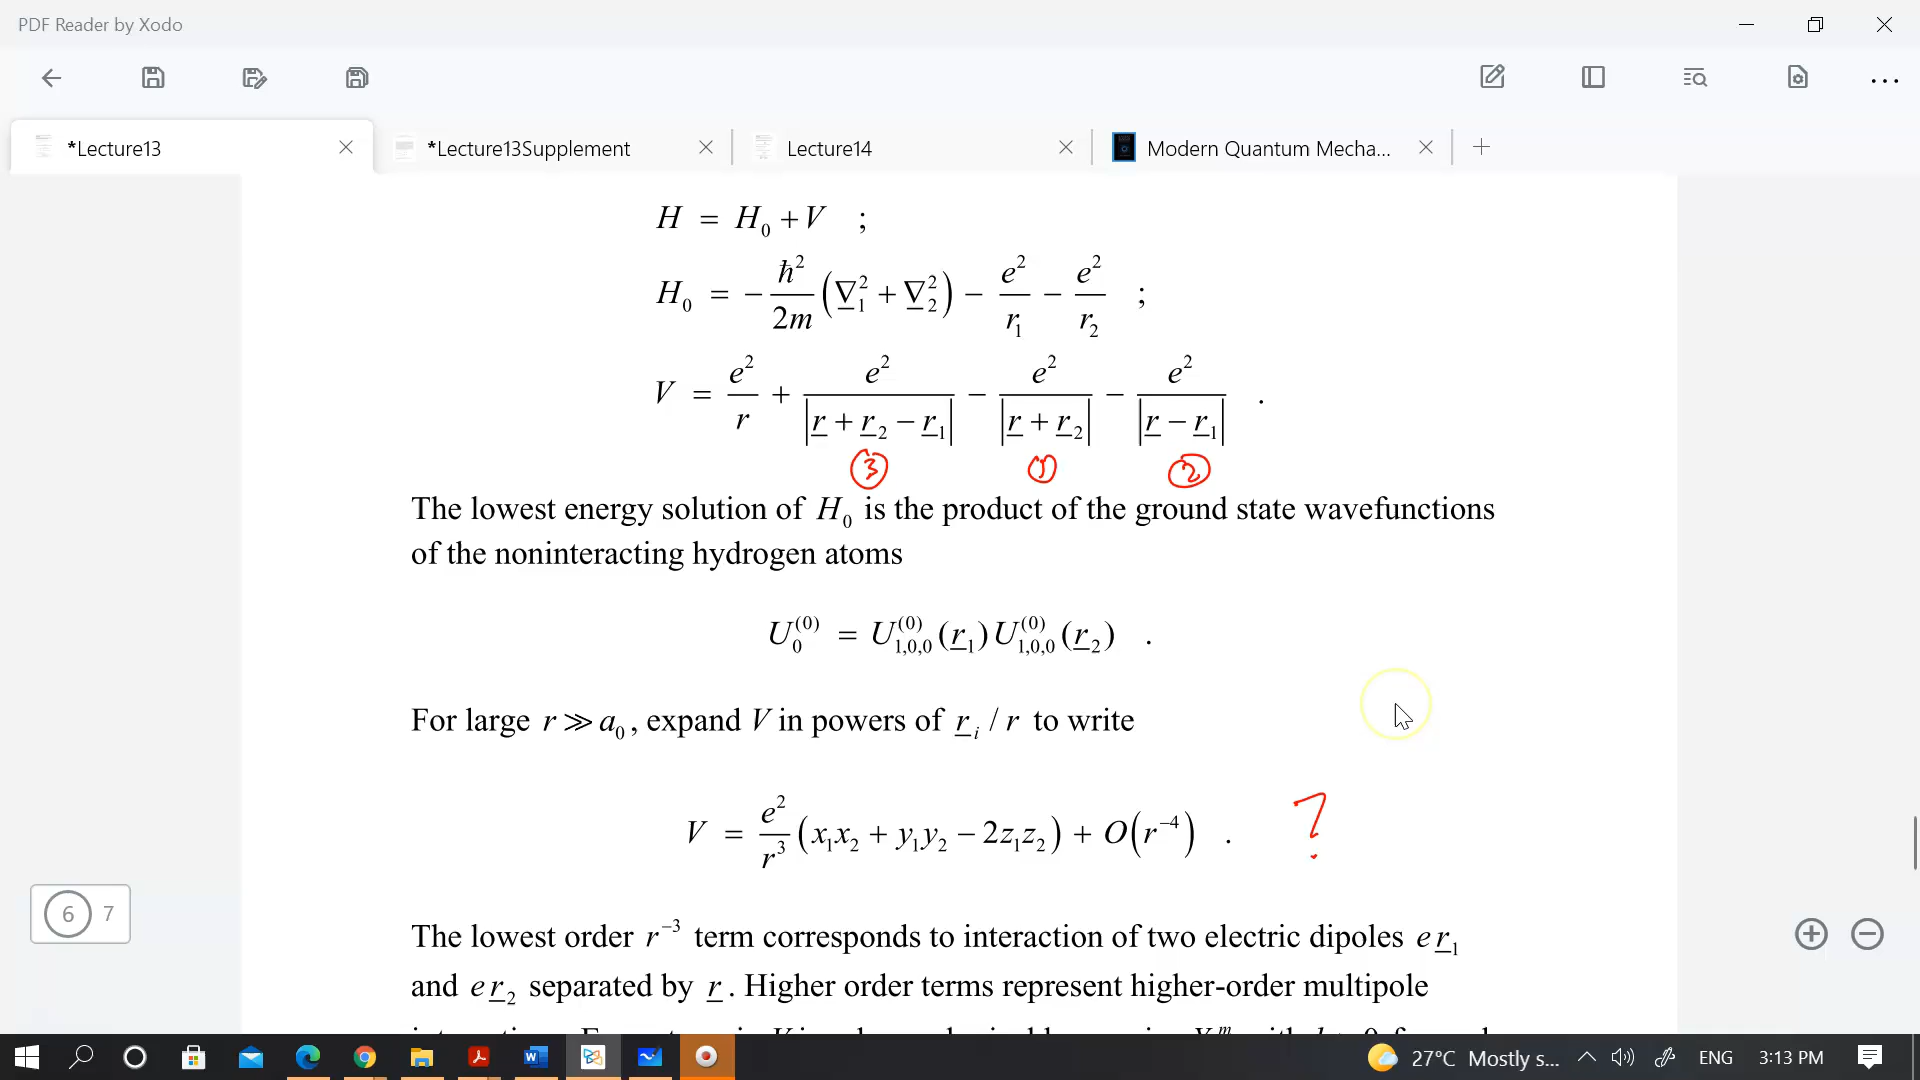 PDF Reader by Xodo
*Lecture13
*Lecture13Supplement
Lecture14
Modern Quantum Mecha...
H = H₀ + V ;
H₀ = − ħ²/2m (∇₁² + ∇₂²) − e²/r₁ − e²/r₂ ;
V = e²/r + e²/|r + r₂ − r₁| − e²/|r + r₂| − e²/|r − r₁| .
③ ① ②
The lowest energy solution of H₀ is the product of the ground state wavefunctions
of the noninteracting hydrogen atoms
U₀⁽⁰⁾ = U₁,₀,₀⁽⁰⁾(r₁) U₁,₀,₀⁽⁰⁾(r₂) .
For large r ≫ a₀, expand V in powers of rᵢ / r to write
V = e²/r³ (x₁x₂ + y₁y₂ − 2z₁z₂) + O(r⁻⁴) . ?
6 7
The lowest order r⁻³ term corresponds to interaction of two electric dipoles e r₁
and e r₂ separated by r. Higher order terms represent higher-order multipole
27°C Mostly s... ENG 3:13 PM